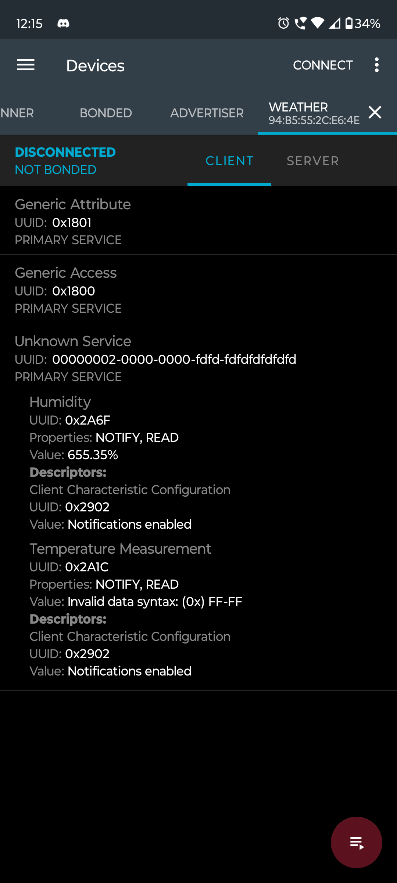 12:15
34%
Devices
CONNECT
NNER
BONDED
ADVERTISER
WEATHER
94:B5:55:2C:E6:4E
DISCONNECTED
NOT BONDED
CLIENT
SERVER
Generic Attribute
UUID: 0x1801
PRIMARY SERVICE
Generic Access
UUID: 0x1800
PRIMARY SERVICE
Unknown Service
UUID: 00000002-0000-0000-fdfd-fdfdfdfdfdfd
PRIMARY SERVICE
Humidity
UUID: 0x2A6F
Properties: NOTIFY, READ
Value: 655.35%
Descriptors:
Client Characteristic Configuration
UUID: 0x2902
Value: Notifications enabled
Temperature Measurement
UUID: 0x2A1C
Properties: NOTIFY, READ
Value: Invalid data syntax: (0x) FF-FF
Descriptors:
Client Characteristic Configuration
UUID: 0x2902
Value: Notifications enabled